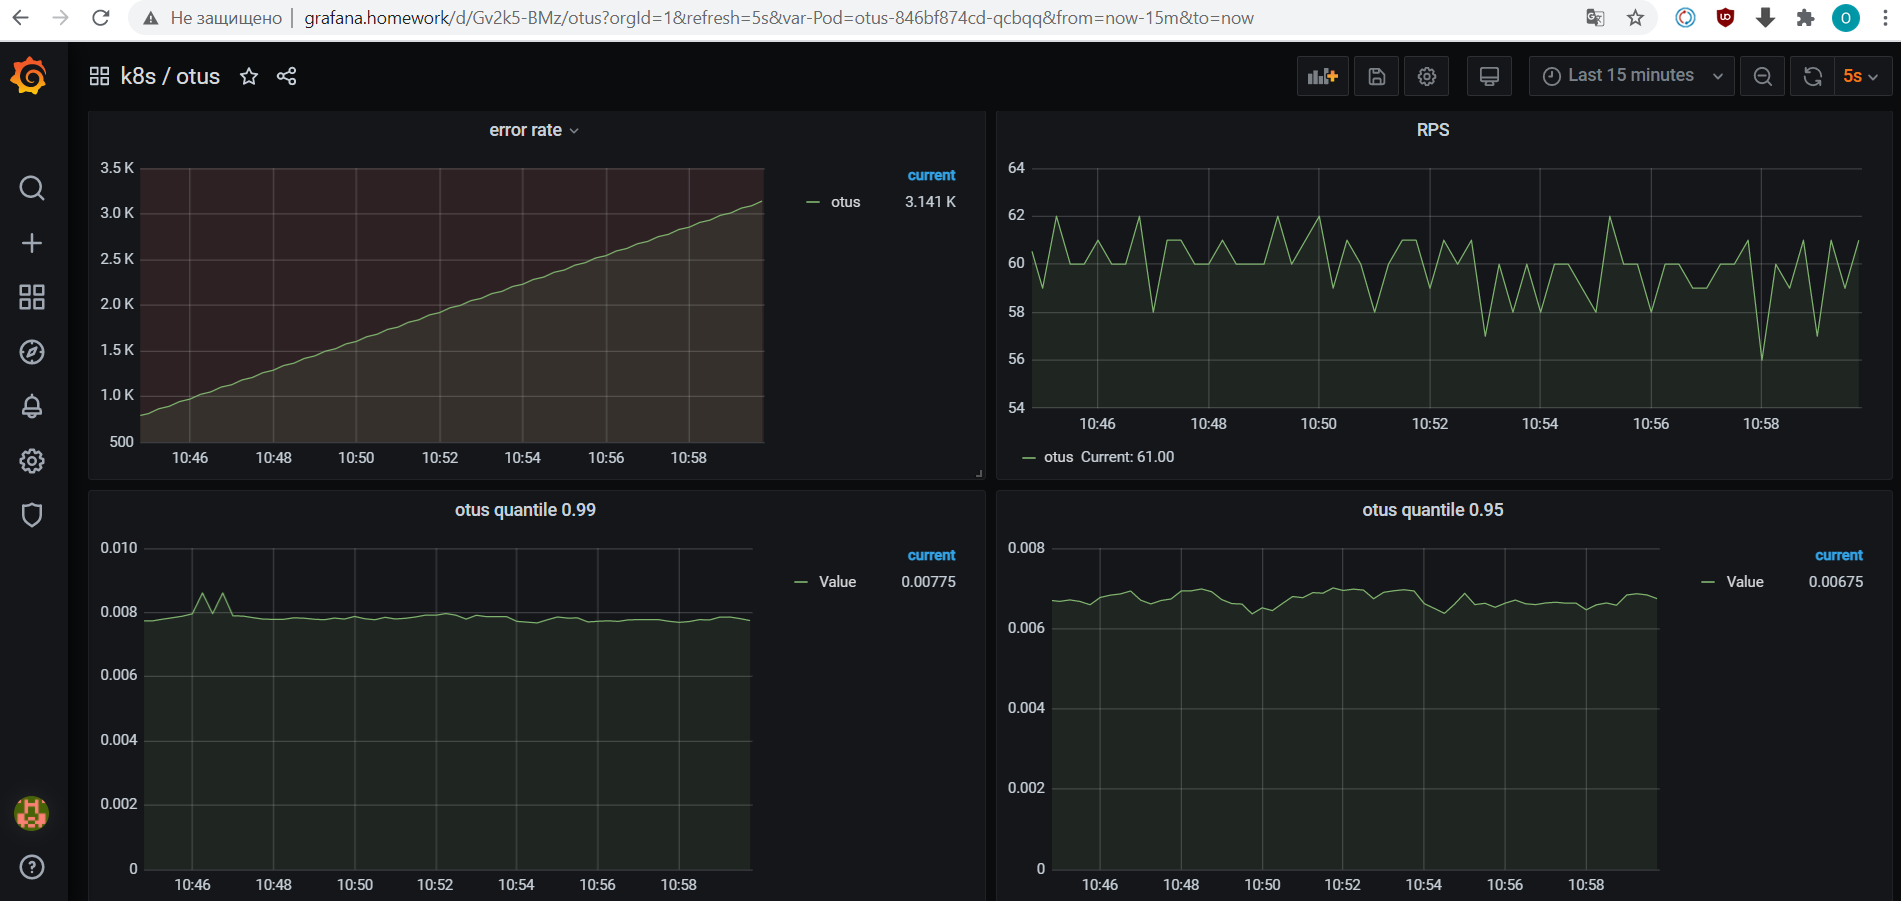 Не защищено
grafana.homework/d/Gv2k5-BMz/otus?orgId=1&refresh=5s&var-Pod=otus-846bf874cd-qcbqq&from=now-15m&to=now
O
k8s / otus
Last 15 minutes
5s
error rate
3.5 K
3.0 K
2.5 K
2.0 K
1.5 K
1.0 K
500
10:46 10:48 10:50 10:52 10:54 10:56 10:58
current
otus 3.141 K
RPS
64
62
60
58
56
54
10:46 10:48 10:50 10:52 10:54 10:56 10:58
otus Current: 61.00
otus quantile 0.99
0.010
0.008
0.006
0.004
0.002
0
10:46 10:48 10:50 10:52 10:54 10:56 10:58
current
Value 0.00775
otus quantile 0.95
0.008
0.006
0.004
0.002
0
10:46 10:48 10:50 10:52 10:54 10:56 10:58
current
Value 0.00675